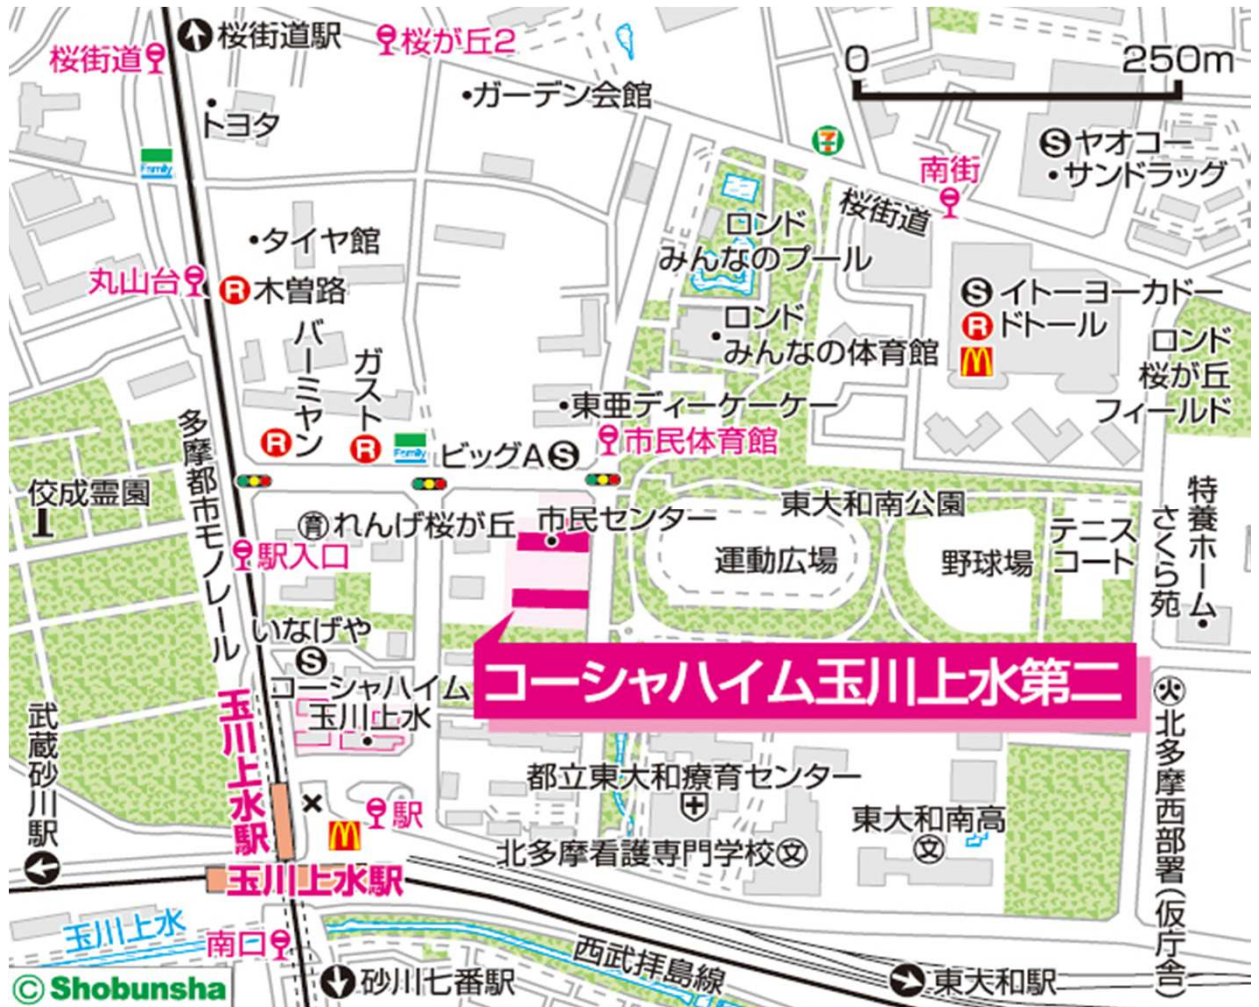 桜街道
桜街道駅
桜が丘2
0
250m
トヨタ
ガーデン会館
Family
7
南街
S ヤオコー
サンドラッグ
桜街道
タイヤ館
ロンド
みんなのプール
丸山台
R 木曽路
S イトーヨーカドー
R ドトール
M
バーミヤン
R
ガスト
R
ロンド
みんなの体育館
ロンド
桜が丘
フィールド
東亜ディーケーケー
市民体育館
Family
ビッグA S
多摩都市モノレール
佼成霊園
育 れんげ桜が丘
市民センター
東大和南公園
運動広場
野球場
テニス
コート
特養ホーム
さくら苑
駅入口
いなげや
S
コーシャハイム
玉川上水
コーシャハイム玉川上水第二
玉川上水駅
武蔵砂川駅
駅
M
都立東大和療育センター
北多摩看護専門学校 文
東大和南高
文
火 北多摩西部署(仮庁舎)
玉川上水駅
玉川上水
南口
砂川七番駅
西武拝島線
東大和駅
© Shobunsha